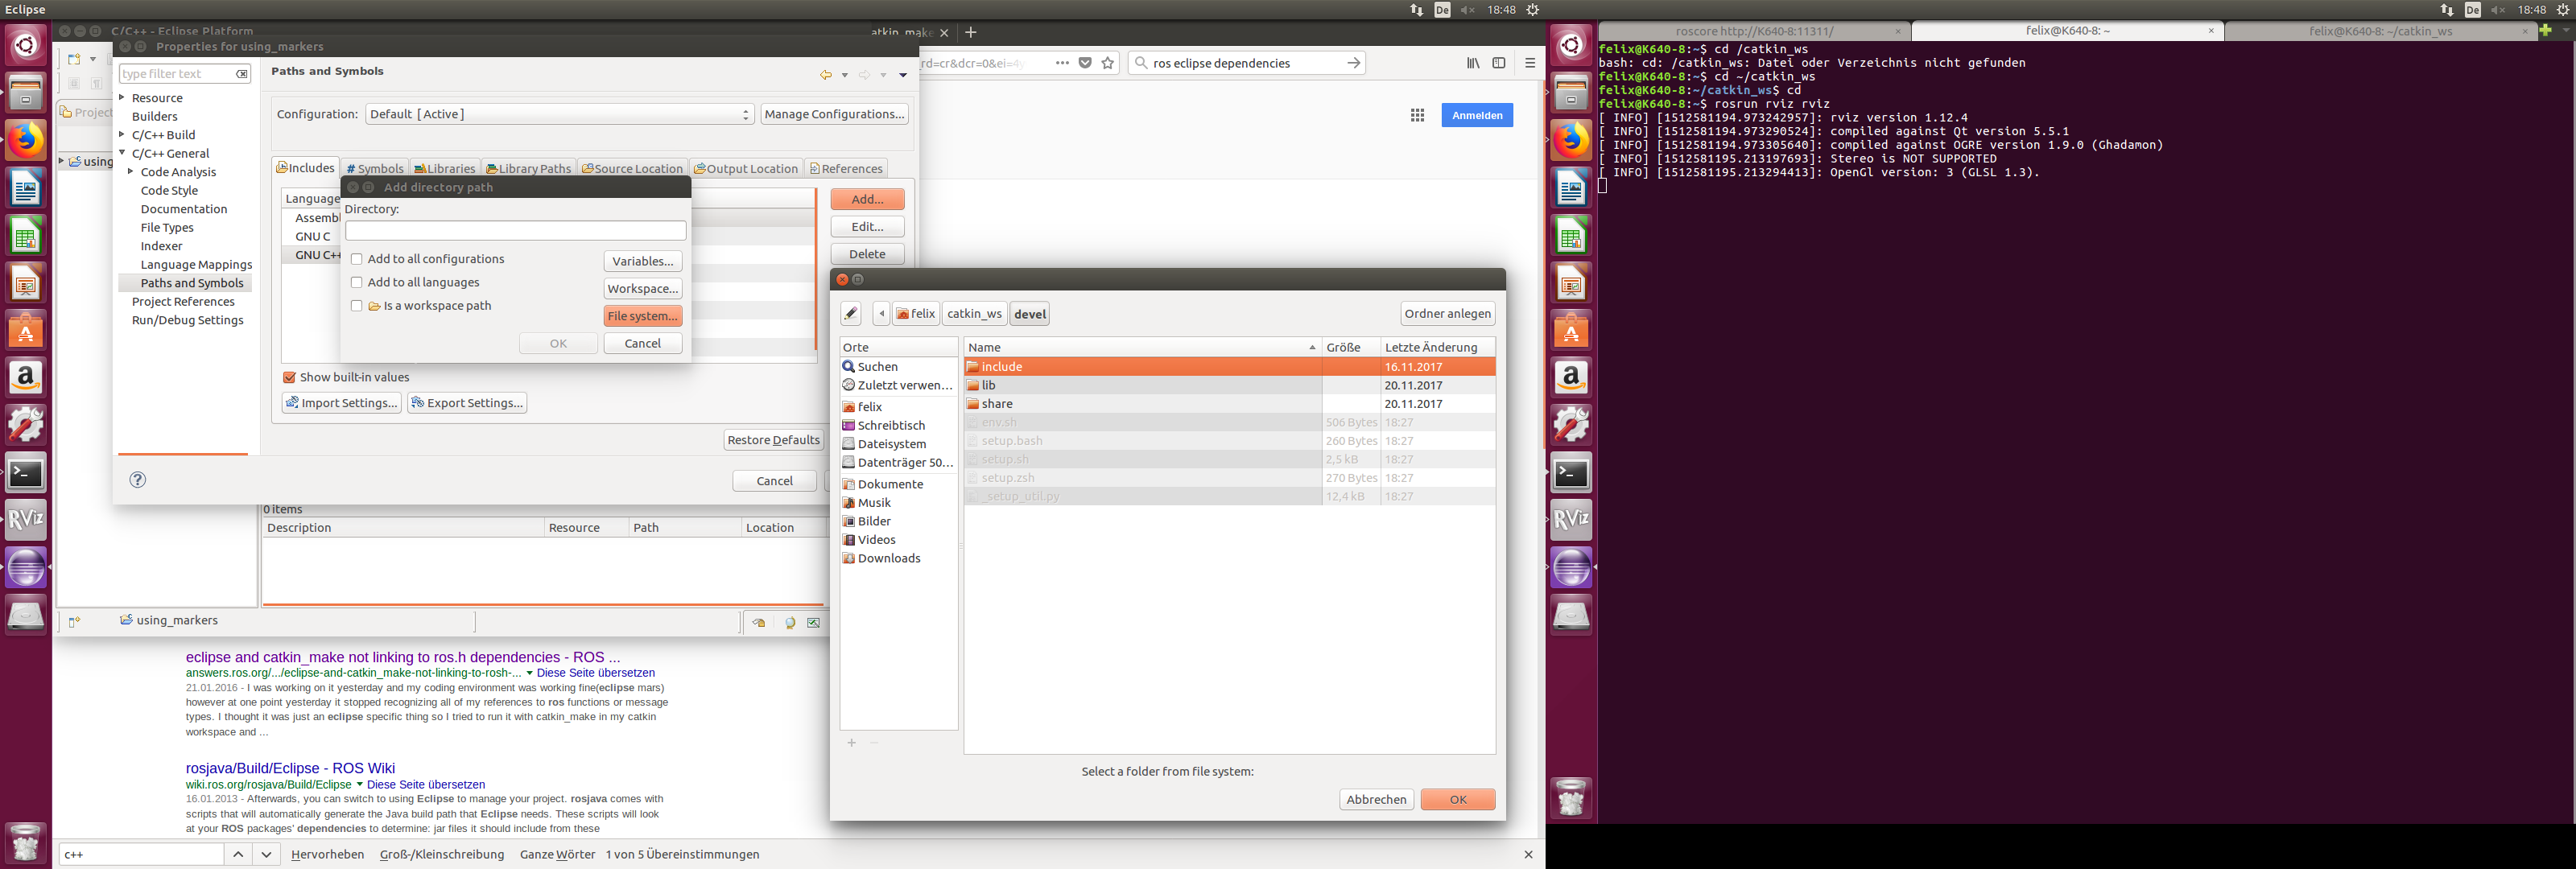 Eclipse
De
18:48
De
18:48
C/C++ - Eclipse Platform
Properties for using_markers
type filter text
Resource
Builders
C/C++ Build
C/C++ General
Code Analysis
Code Style
Documentation
File Types
Indexer
Language Mappings
Paths and Symbols
Project References
Run/Debug Settings
Paths and Symbols
Configuration:
Default [ Active ]
Manage Configurations...
Includes
# Symbols
Libraries
Library Paths
Source Location
Output Location
References
Add directory path
Directory:
Add to all configurations
Add to all languages
Is a workspace path
Variables...
Workspace...
File system...
OK
Cancel
GNU C
GNU C++
Add...
Edit...
Delete
Show built-in values
Import Settings...
Export Settings...
Restore Defaults
Cancel
0 items
Description
Resource
Path
Location
using_markers
ros eclipse dependencies
Anmelden
felix
catkin_ws
devel
Ordner anlegen
Orte
Suchen
Zuletzt verwen...
felix
Schreibtisch
Dateisystem
Datenträger 50...
Dokumente
Musik
Bilder
Videos
Downloads
Name Größe Letzte Änderung
include 16.11.2017
lib 20.11.2017
share 20.11.2017
env.sh 506 Bytes 18:27
setup.bash 260 Bytes 18:27
setup.sh 2,5 kB 18:27
setup.zsh 270 Bytes 18:27
_setup_util.py 12,4 kB 18:27
Select a folder from file system:
Abbrechen
OK
eclipse and catkin_make not linking to ros.h dependencies - ROS ...
answers.ros.org/.../eclipse-and-catkin_make-not-linking-to-rosh-... Diese Seite übersetzen
21.01.2016 - I was working on it yesterday and my coding environment was working fine(eclipse mars)
however at one point yesterday it stopped recognizing all of my references to ros functions or message
types. I thought it was just an eclipse specific thing so I tried to run it with catkin_make in my catkin
workspace and ...
rosjava/Build/Eclipse - ROS Wiki
wiki.ros.org/rosjava/Build/Eclipse Diese Seite übersetzen
16.01.2013 - Afterwards, you can switch to using Eclipse to manage your project. rosjava comes with
scripts that will automatically generate the Java build path that Eclipse needs. These scripts will look
at your ROS packages' dependencies to determine: jar files it should include from these
c++
Hervorheben
Groß-/Kleinschreibung
Ganze Wörter
1 von 5 Übereinstimmungen
roscore http://K640-8:11311/
felix@K640-8: ~
felix@K640-8: ~/catkin_ws
felix@K640-8:~$ cd /catkin_ws
bash: cd: /catkin_ws: Datei oder Verzeichnis nicht gefunden
felix@K640-8:~$ cd ~/catkin_ws
felix@K640-8:~/catkin_ws$ cd
felix@K640-8:~$ rosrun rviz rviz
[ INFO] [1512581194.973242957]: rviz version 1.12.4
[ INFO] [1512581194.973290524]: compiled against Qt version 5.5.1
[ INFO] [1512581194.973305640]: compiled against OGRE version 1.9.0 (Ghadamon)
[ INFO] [1512581195.213197693]: Stereo is NOT SUPPORTED
[ INFO] [1512581195.213294413]: OpenGl version: 3 (GLSL 1.3).
RViz
RViz